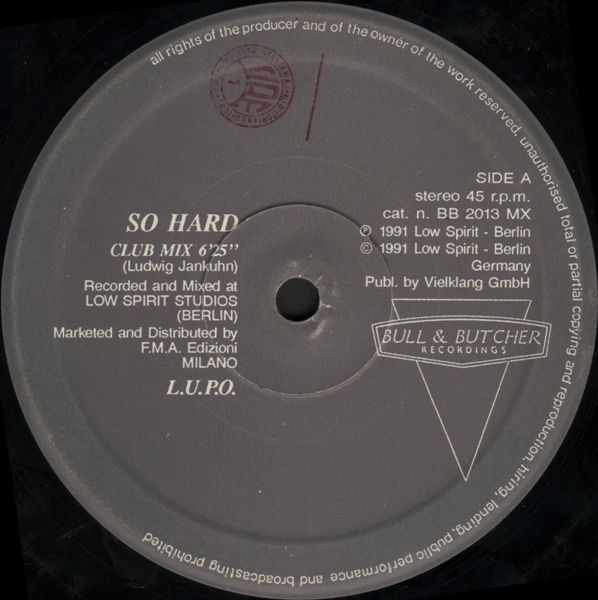 all rights of the producer and of the owner of the work reserved. unauthorised total or partial copying and reproduction, hiring, lending, public performance and broadcasting prohibited
SO HARD
CLUB MIX 6'25''
(Ludwig Jankuhn)
Recorded and Mixed at
LOW SPIRIT STUDIOS
(BERLIN)
Marketed and Distributed by
F.M.A. Edizioni
MILANO
L.U.P.O.
SIDE A
stereo 45 r.p.m.
cat. n. BB 2013 MX
℗ 1991 Low Spirit - Berlin
© 1991 Low Spirit - Berlin
Germany
Publ. by Vielklang GmbH
BULL & BUTCHER
RECORDINGS